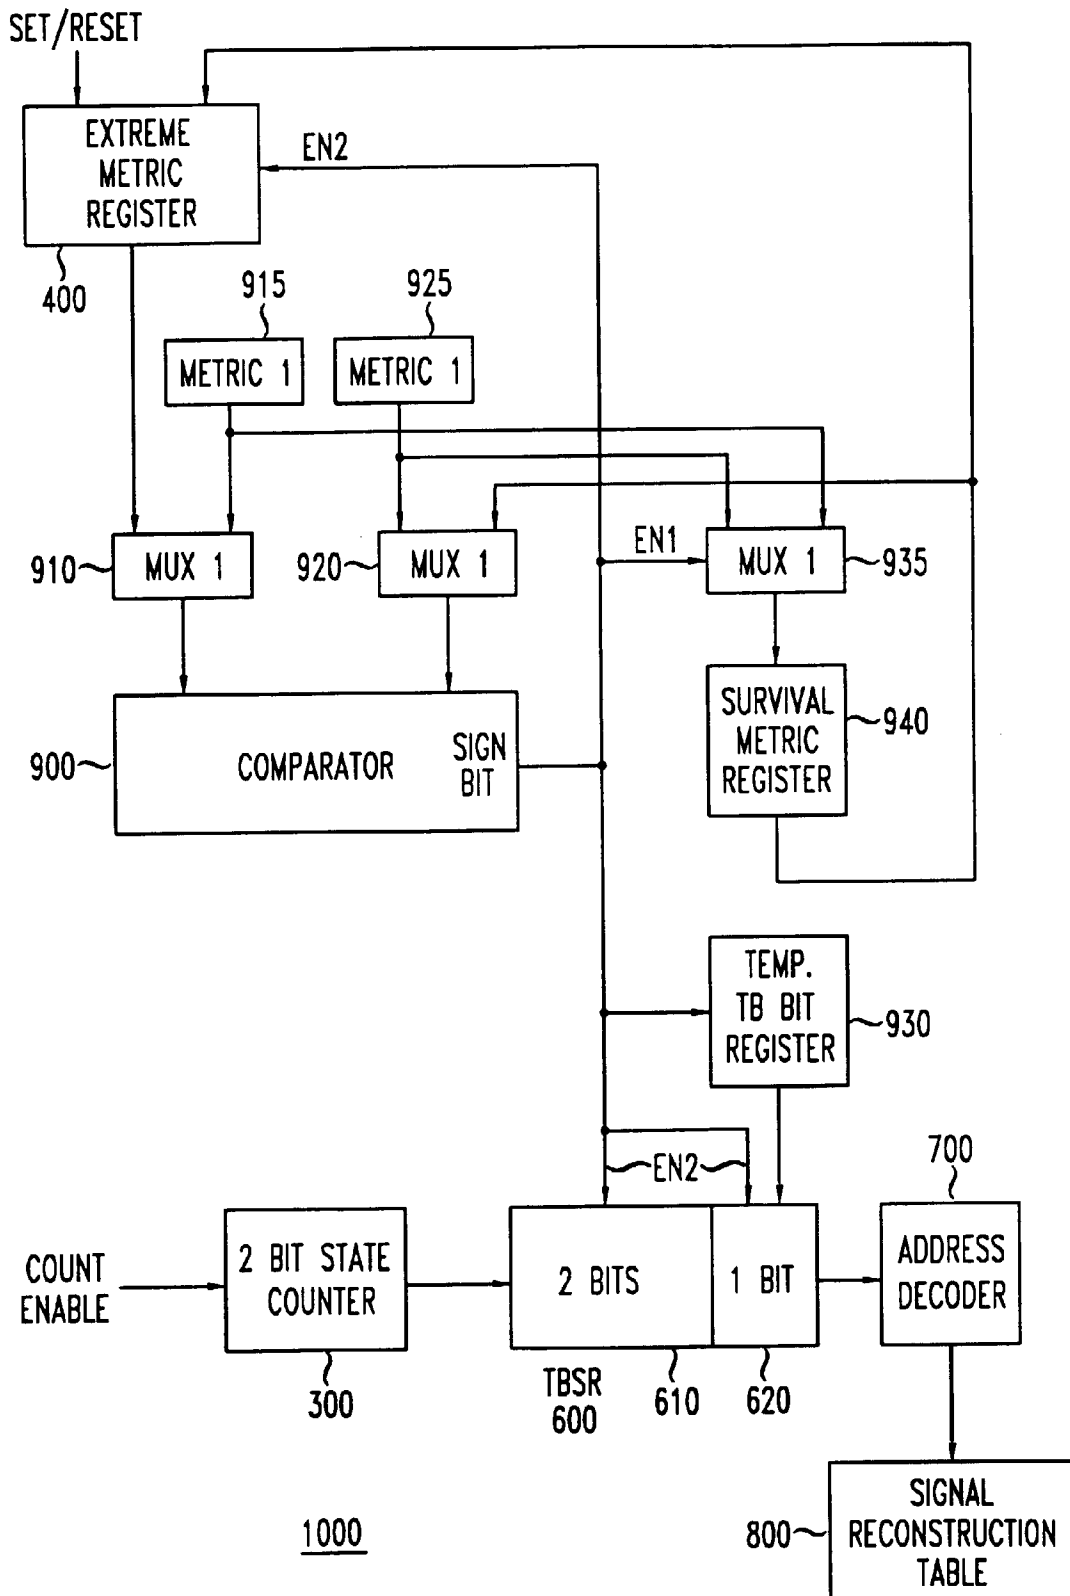 SET/RESET
EXTREME
METRIC
REGISTER
EN2
400
915
925
METRIC 1
METRIC 1
910
MUX 1
920
MUX 1
EN1
MUX 1
935
900
COMPARATOR
SIGN
BIT
SURVIVAL
METRIC
REGISTER
940
TEMP.
TB BIT
REGISTER
930
EN2
700
COUNT
ENABLE
2 BIT STATE
COUNTER
2 BITS
1 BIT
ADDRESS
DECODER
300
TBSR
600
610
620
1000
800
SIGNAL
RECONSTRUCTION
TABLE